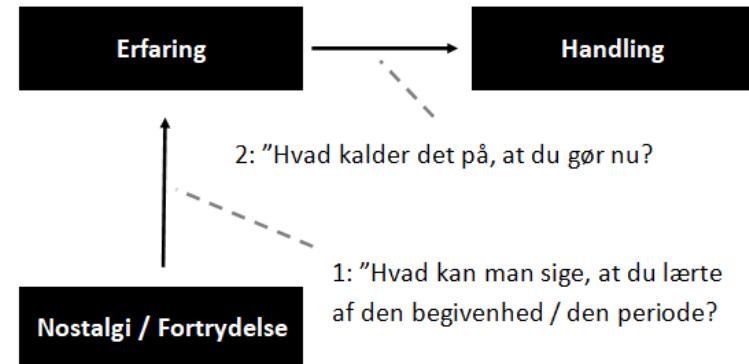 Erfaring
Handling
2: ”Hvad kalder det på, at du gør nu?
1: ”Hvad kan man sige, at du lærte
af den begivenhed / den periode?
Nostalgi / Fortrydelse